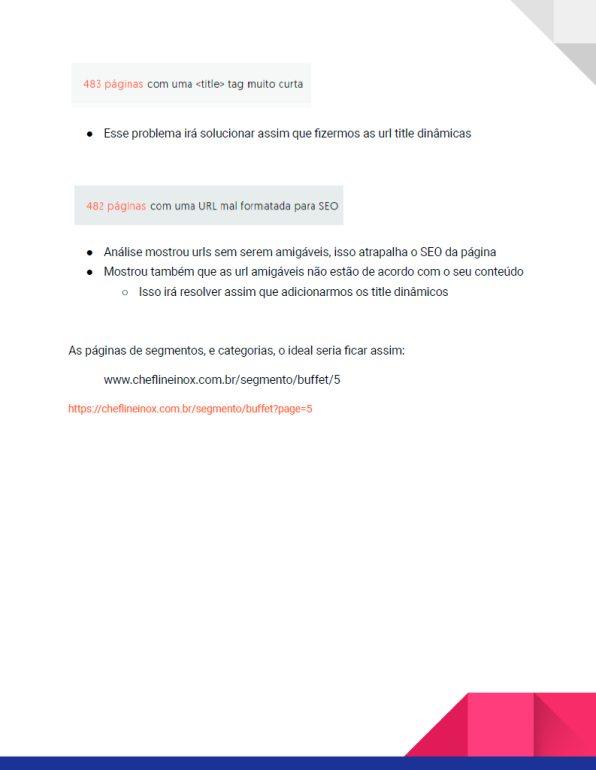 483 páginas com uma <title> tag muito curta
● Esse problema irá solucionar assim que fizermos as url title dinâmicas
482 páginas com uma URL mal formatada para SEO
● Análise mostrou urls sem serem amigáveis, isso atrapalha o SEO da página
● Mostrou também que as url amigáveis não estão de acordo com o seu conteúdo
○ Isso irá resolver assim que adicionarmos os title dinâmicos
As páginas de segmentos, e categorias, o ideal seria ficar assim:
www.cheflineinox.com.br/segmento/buffet/5
https://cheflineinox.com.br/segmento/buffet?page=5